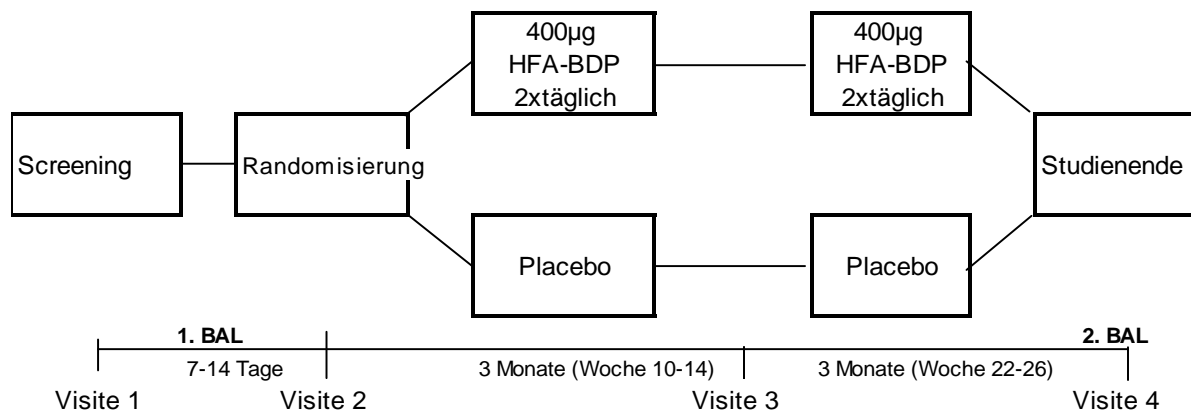 400µg
HFA-BDP
2xtäglich
400µg
HFA-BDP
2xtäglich
Screening
Randomisierung
Studienende
Placebo
Placebo
1. BAL
2. BAL
7-14 Tage
3 Monate (Woche 10-14)
3 Monate (Woche 22-26)
Visite 1
Visite 2
Visite 3
Visite 4